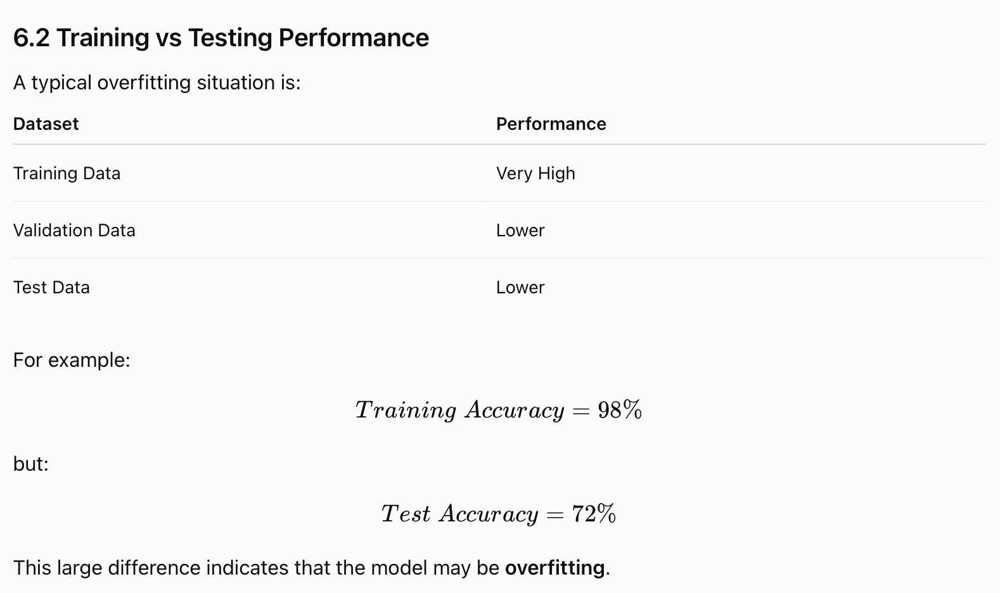 6.2 Training vs Testing Performance
A typical overfitting situation is:
Dataset Performance
Training Data Very High
Validation Data Lower
Test Data Lower
For example:
Training Accuracy = 98%
but:
Test Accuracy = 72%
This large difference indicates that the model may be overfitting.